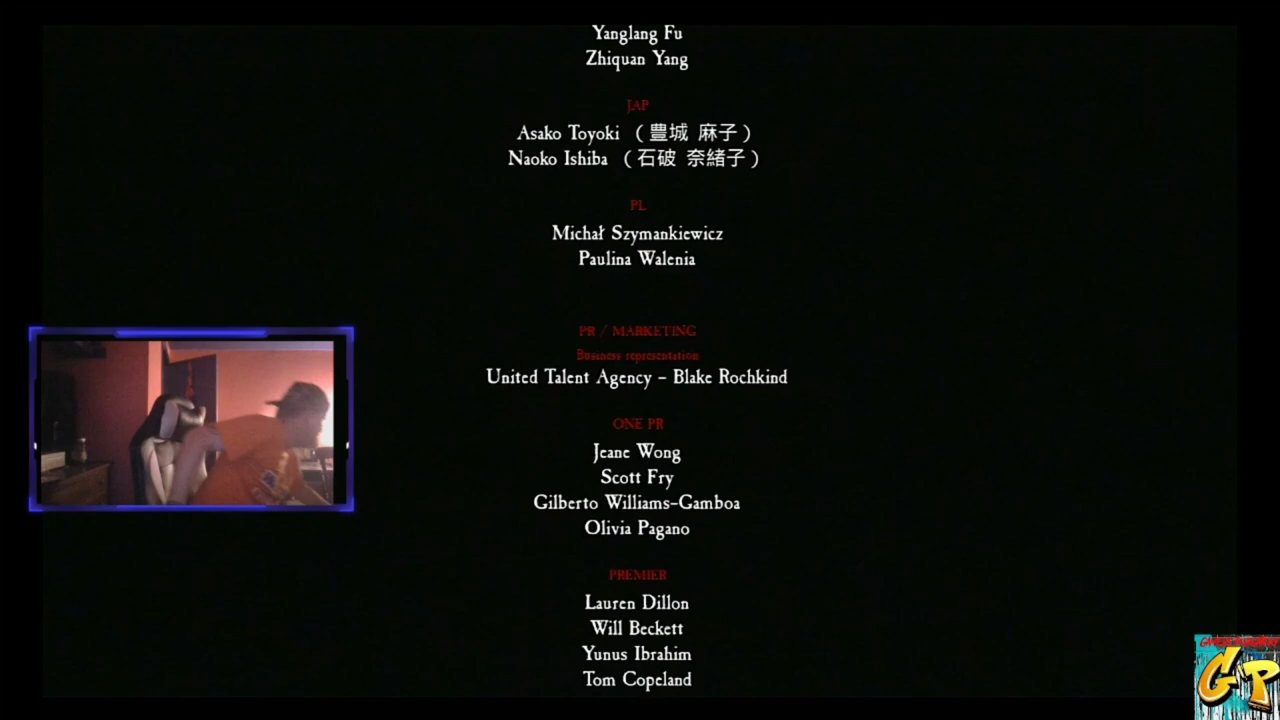 Yanglang Fu
Zhiquan Yang
JAP
Asako Toyoki （豊城 麻子）
Naoko Ishiba （石破 奈緒子）
PL
Michał Szymankiewicz
Paulina Walenia
PR / MARKETING
Business representation
United Talent Agency - Blake Rochkind
ONE PR
Jeane Wong
Scott Fry
Gilberto Williams-Gamboa
Olivia Pagano
PREMIER
Lauren Dillon
Will Beckett
Yunus Ibrahim
Tom Copeland
GP